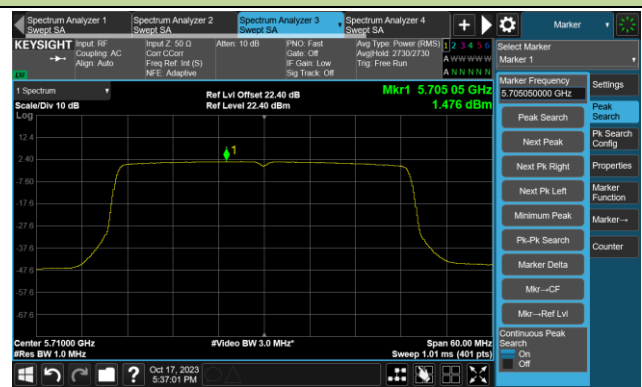 Spectrum Analyzer 1
Swept SA
Spectrum Analyzer 2
Swept SA
Spectrum Analyzer 3
Swept SA
Spectrum Analyzer 4
Swept SA
Marker
KEYSIGHT
Input: RF
Coupling: AC
Align: Auto
Input Z: 50 Ω
Corr CCorr
Freq Ref: Int (S)
NFE: Adaptive
Atten: 10 dB
PNO: Fast
Gate: Off
IF Gain: Low
Sig Track: Off
Avg Type: Power (RMS)
Avg|Hold: 2730/2730
Trig: Free Run
1 2 3 4 5 6
A W W W W W
A N N N N N
LW
1 Spectrum
Scale/Div 10 dB
Log
Ref Lvl Offset 22.40 dB
Ref Level 22.40 dBm
Mkr1 5.705 05 GHz
1.476 dBm
1
12.4
2.40
-7.60
-17.6
-27.6
-37.6
-47.6
-57.6
-67.6
Center 5.71000 GHz
#Res BW 1.0 MHz
#Video BW 3.0 MHz*
Span 60.00 MHz
Sweep 1.01 ms (401 pts)
Select Marker
Marker 1
Marker Frequency
5.705050000 GHz
Peak Search
Next Peak
Next Pk Right
Next Pk Left
Minimum Peak
Pk-Pk Search
Marker Delta
Mkr→CF
Mkr→Ref Lvl
Continuous Peak
Search
On
Off
Settings
Peak
Search
Pk Search
Config
Properties
Marker
Function
Marker→
Counter
?
Oct 17, 2023
5:37:01 PM